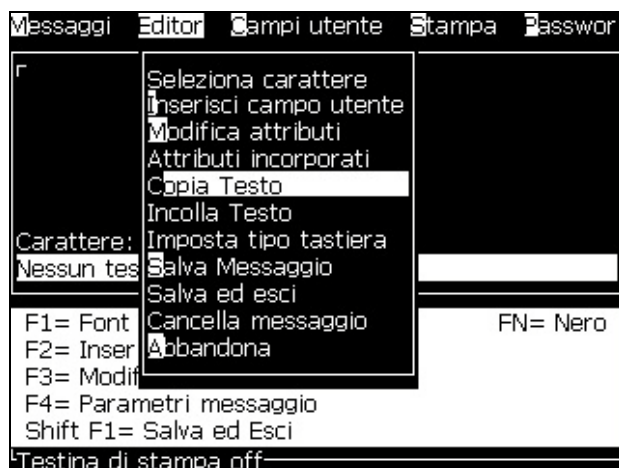 Messaggi Editor Campi utente Stampa Passwor
Seleziona carattere
Inserisci campo utente
Modifica attributi
Attributi incorporati
Copia Testo
Incolla Testo
Carattere: Imposta tipo tastiera
Nessun tes Salva Messaggio
Salva ed esci
F1= Font Cancella messaggio FN= Nero
F2= Inser Abbandona
F3= Modif
F4= Parametri messaggio
Shift F1= Salva ed Esci
Testina di stampa off